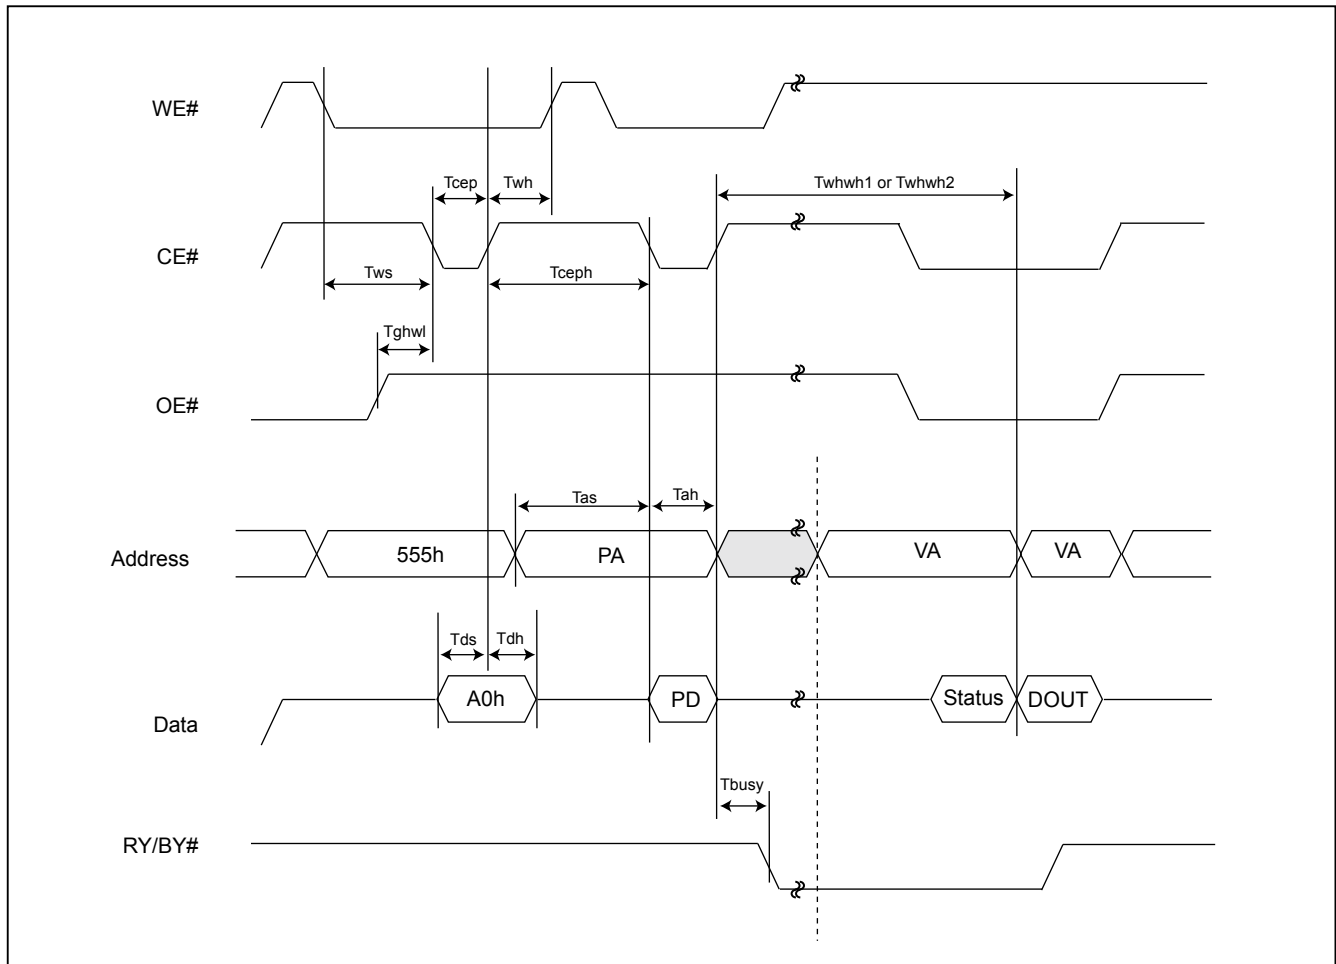 WE#
Tcep
Twh
Twhwh1 or Twhwh2
CE#
Tws
Tceph
Tghwl
OE#
Tas
Tah
Address
555h
PA
VA
VA
Tds
Tdh
A0h
PD
Status
DOUT
Data
Tbusy
RY/BY#